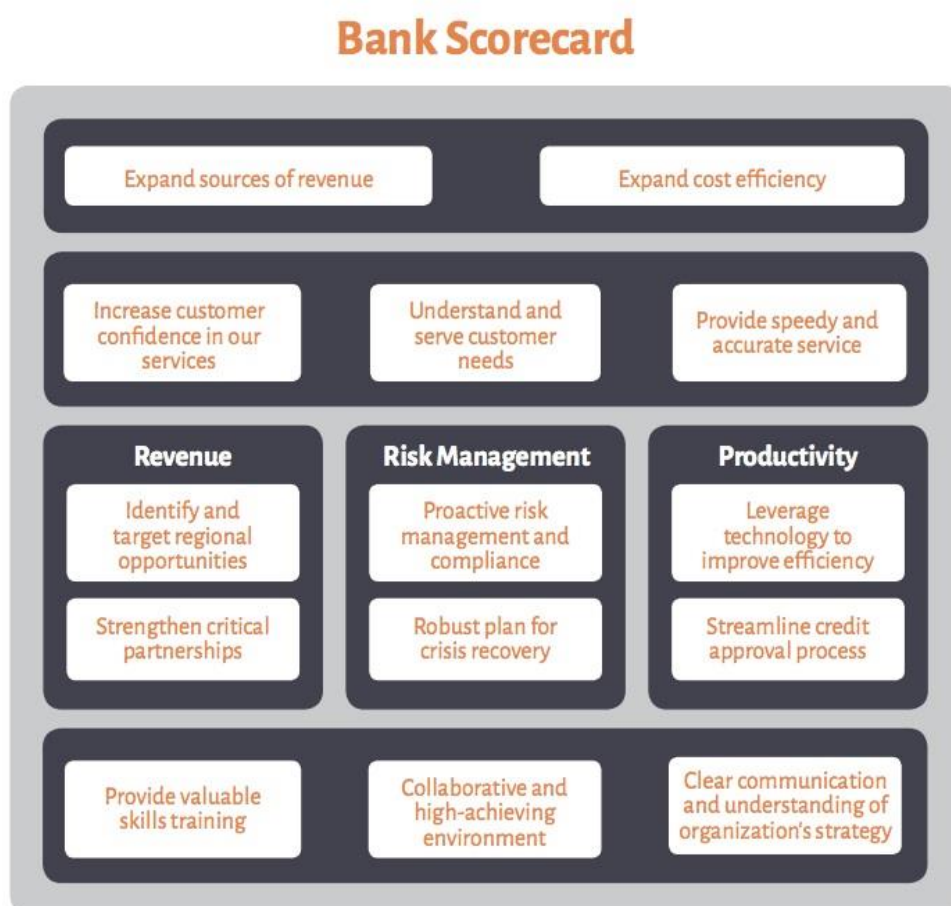 Bank Scorecard
Expand sources of revenue
Expand cost efficiency
Increase customer
confidence in our
services
Understand and
serve customer
needs
Provide speedy and
accurate service
Revenue
Identify and
target regional
opportunities
Strengthen critical
partnerships
Risk Management
Proactive risk
management and
compliance
Robust plan for
crisis recovery
Productivity
Leverage
technology to
improve efficiency
Streamline credit
approval process
Provide valuable
skills training
Collaborative and
high-achieving
environment
Clear communication
and understanding of
organization's strategy